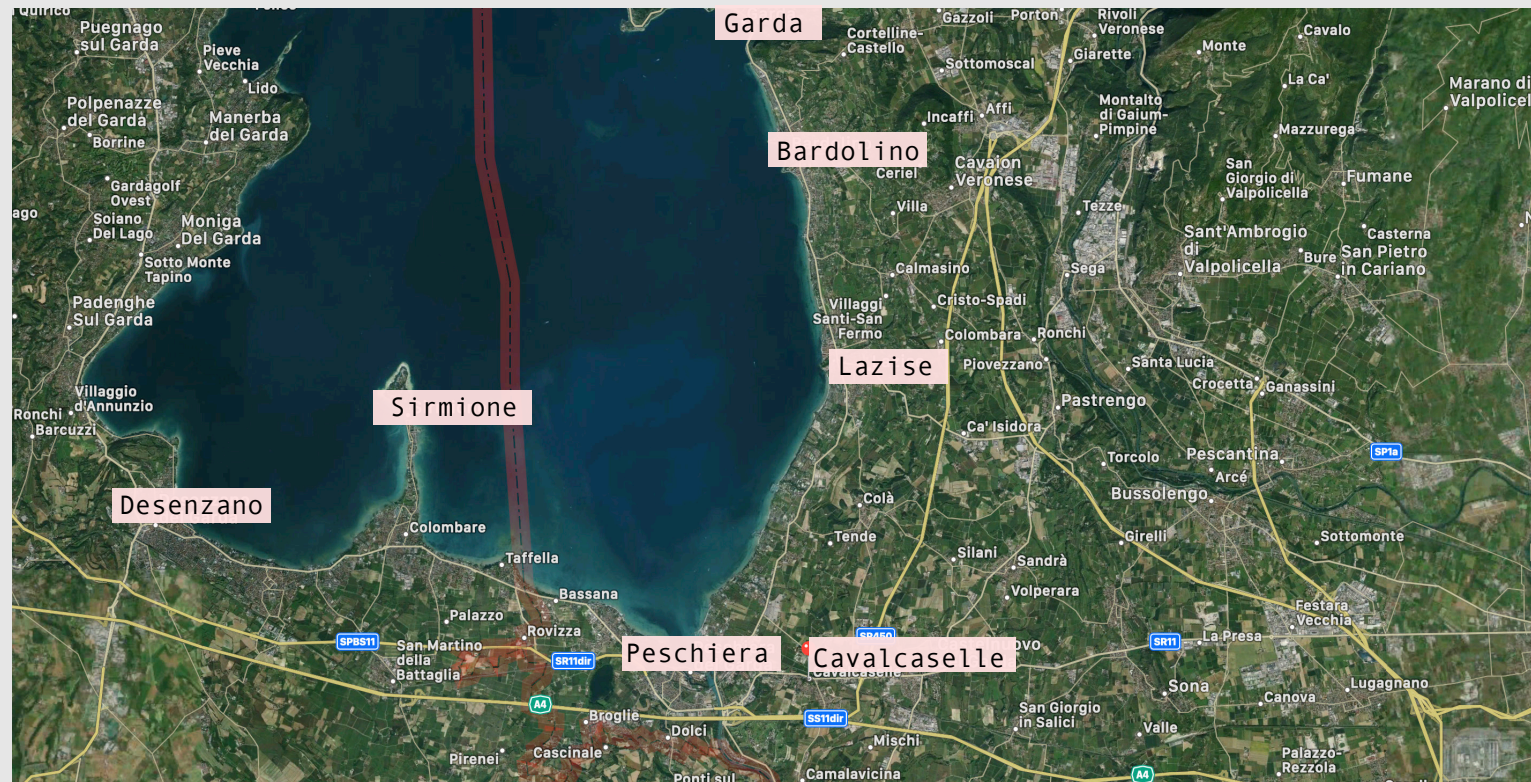 Puegnago
sul Garda
Garda
Gazzoli
Porton
Rivoli
Veronese
Cavalo
Pieve
Vecchia
Cortelline-
Castello
Giarette
Monte
Sottomoscal
Lido
La Ca'
Marano di
Polpenazze
del Garda
Manerba
del Garda
Incaffi
Affi
Montalto
di Gaium-
Pimpine
Mazzurega
Borrine
Bardolino
Ceriel
Cavaion
Veronese
San
Giorgio di
Valpolicella
Fumane
Gardagolf
Ovest
Villa
Tezze
ago
Soiano
Del Lago
Moniga
Del Garda
Sant'Ambrogio
di
Valpolicella
Casterna
Bure
San Pietro
in Cariano
Sotto Monte
Tapino
Calmasino
Sega
Padenghe
Sul Garda
Villaggi
Santi-San
Fermo
Cristo-Spadi
Colombara
Ronchi
Lazise
Piovezzano
Santa Lucia
Crocetta
Ganassini
Villaggio
d'Annunzio
Sirmione
Pastrengo
Ronchi
Barcuzzi
Ca' Isidora
SP1a
Torcolo
Pescantina
Arcé
Desenzano
Colà
Bussolengo
Colombare
Tende
Girelli
Sottomonte
Taffella
Silani
Sandrà
Bassana
Volperara
Palazzo
Festara
Vecchia
Rovizza
SPBS11
SR11
La Presa
San Martino
della
Battaglia
SR11dir
Peschiera
Cavalcaselle
Sona
Lugagnano
Canova
A4
Broglie
SS11dir
San Giorgio
in Salici
Dolci
Valle
Pirenei
Cascinale
Mischi
Palazzo-
Rezzola
Camalavicina
A4